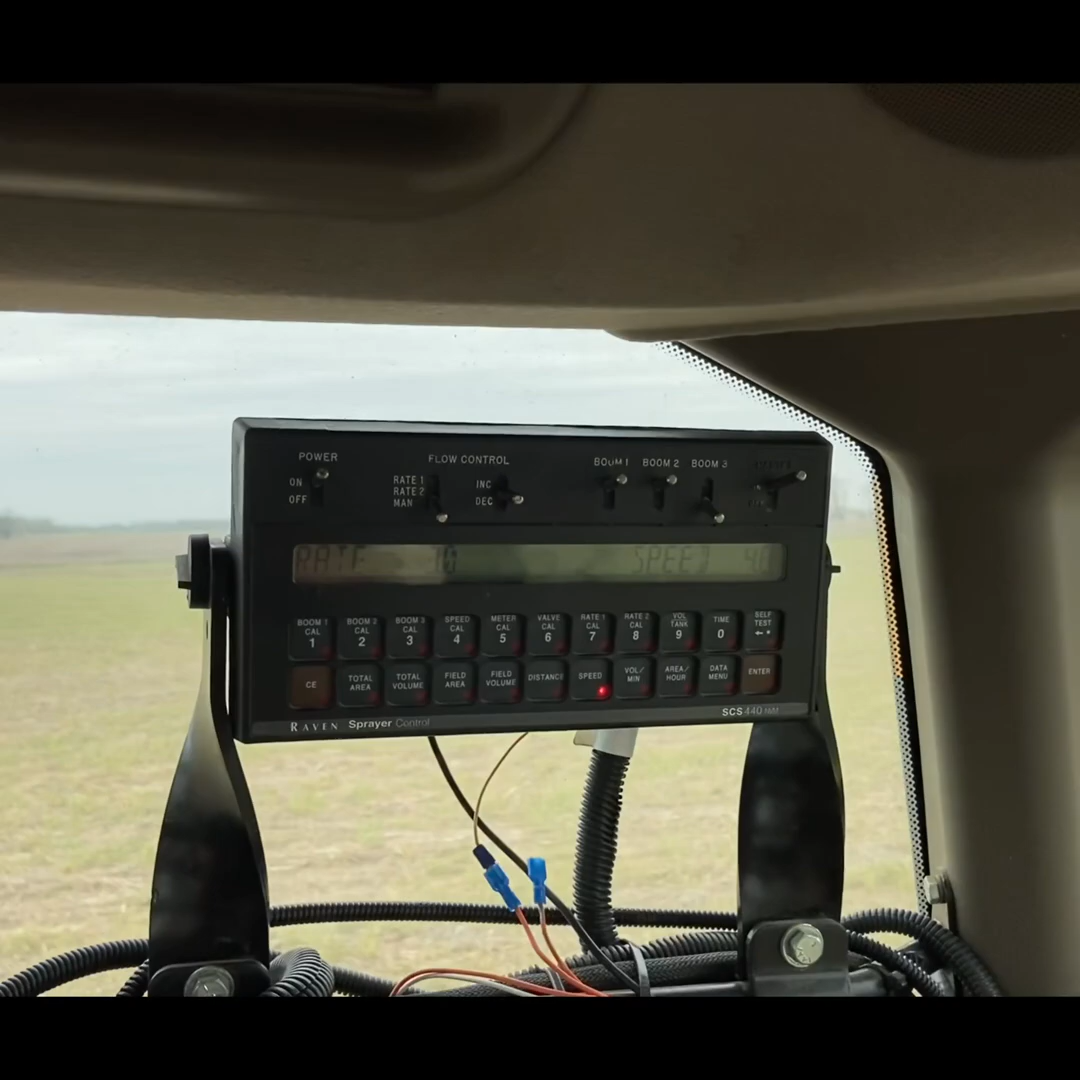 POWER
FLOW CONTROL
BOOM 1 BOOM 2 BOOM 3
ON
OFF
RATE 1
RATE 2
MAN
INC
DEC
RATE SPEED
BOOM 1 CAL 1
BOOM 2 CAL 2
BOOM 3 CAL 3
SPEED CAL 4
METER CAL 5
VALVE CAL 6
RATE 1 CAL 7
RATE 2 CAL 8
VOL TANK 9
TIME 0
SELF TEST
CE
TOTAL AREA
TOTAL VOLUME
FIELD AREA
FIELD VOLUME
DISTANCE
SPEED
VOL/ MIN
AREA/ HOUR
DATA MENU
ENTER
RAVEN Sprayer Control
SCS 440